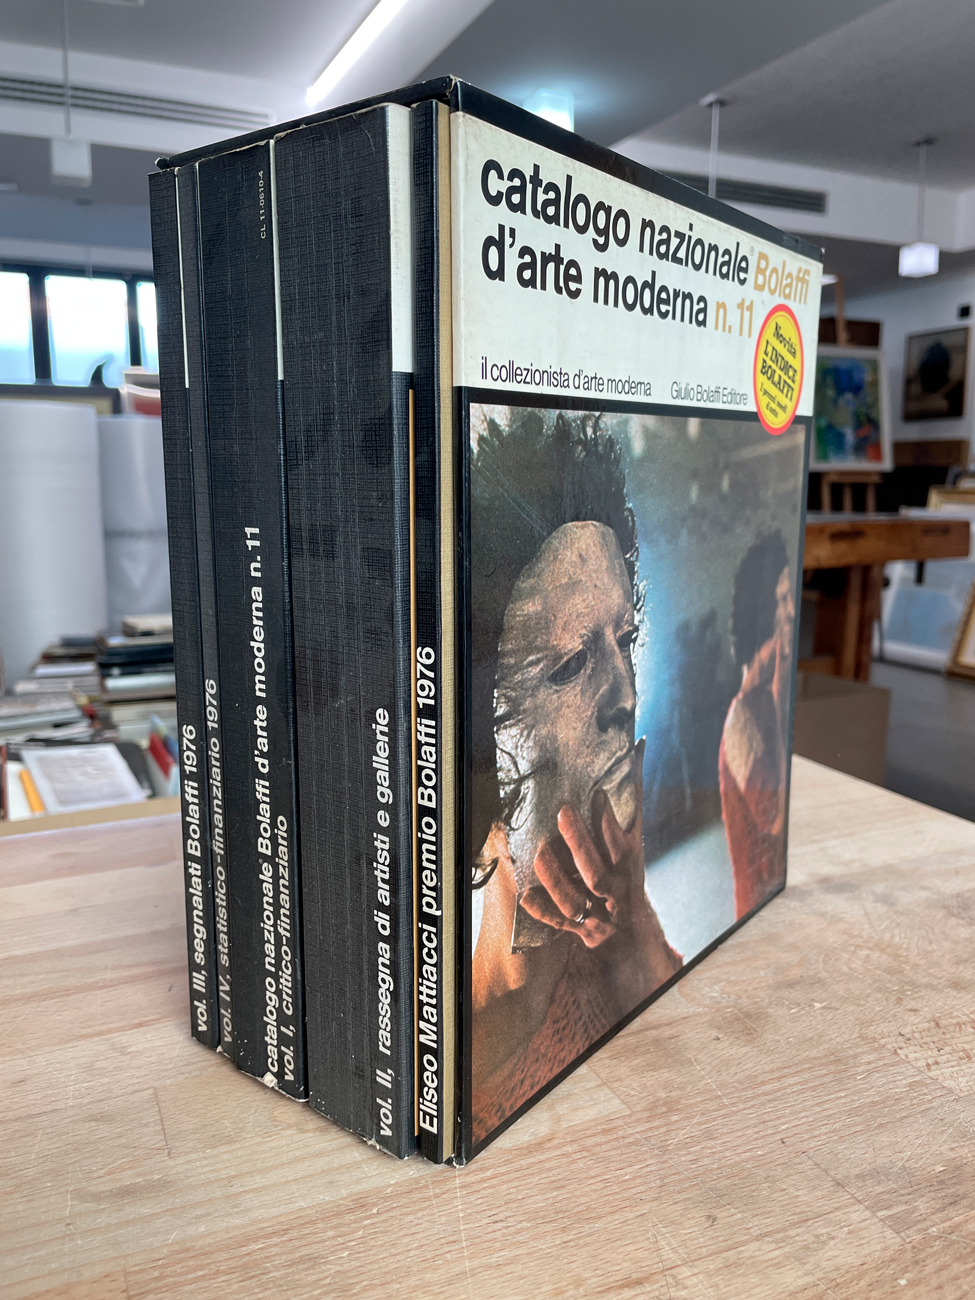 catalogo nazionale® Bolaffi
d'arte moderna n.11
il collezionista d'arte moderna
Giulio Bolaffi Editore
Novità
L'INDICE
BOLAFFI
vol. III, segnalati Bolaffi 1976
vol. IV, statistico-finanziario 1976
CL 11-0610-4
catalogo nazionale® Bolaffi d'arte moderna n. 11
vol. I, critico-finanziario
vol. II, rassegna di artisti e gallerie
Eliseo Mattiacci premio Bolaffi 1976